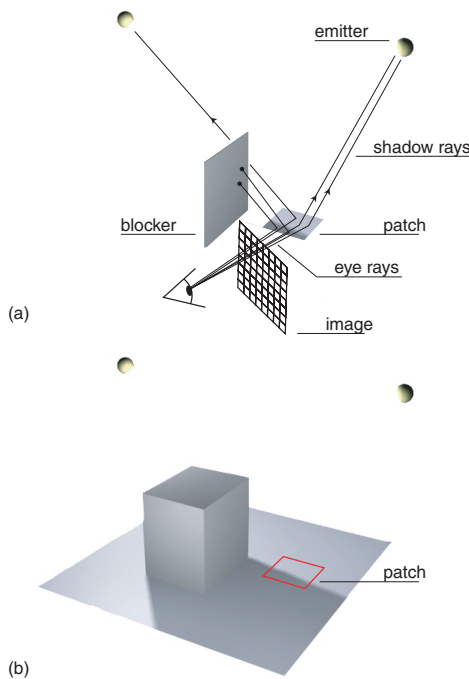 emitter
shadow rays
blocker
patch
eye rays
(a)
image
patch
(b)